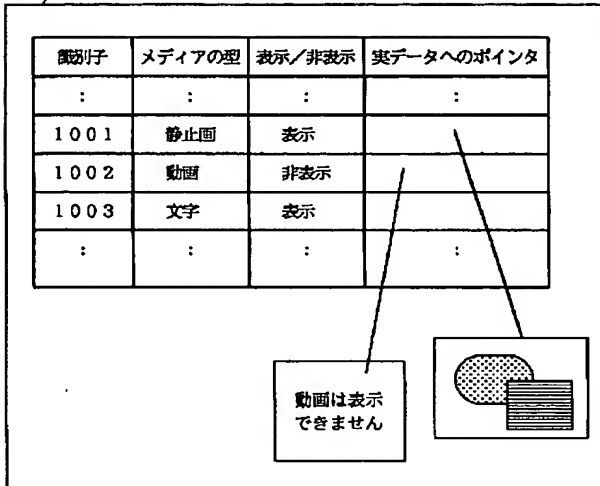 識別子 メディアの型 表示／非表示 実データへのポインタ
： ： ： ：
１００１ 静止画 表示
１００２ 動画 非表示
１００３ 文字 表示
： ： ： ：
動画は表示
できません